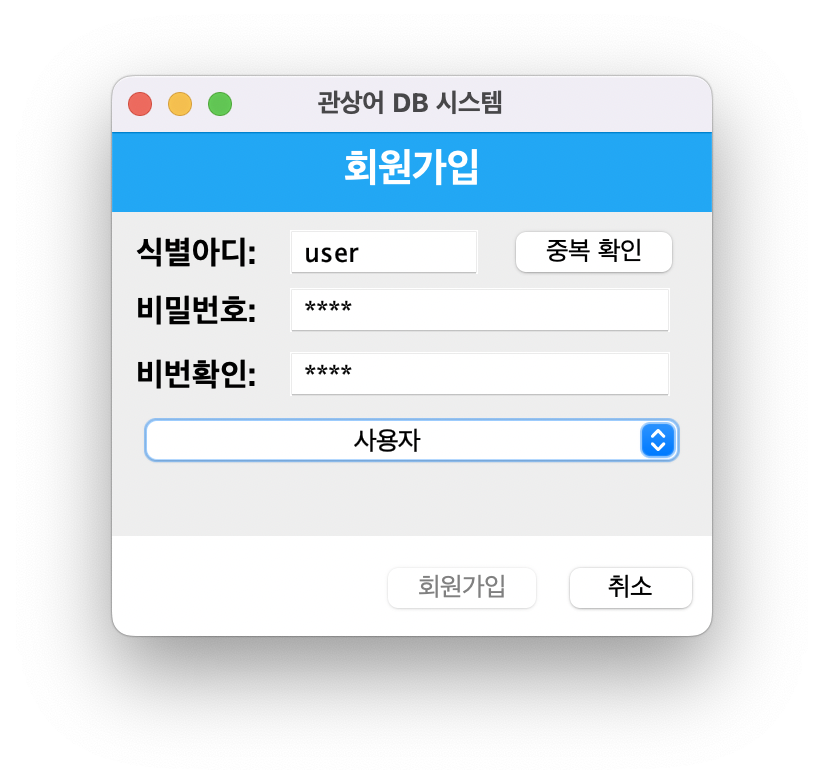 관상어 DB 시스템
회원가입
식별아디: user 중복 확인
비밀번호: ****
비번확인: ****
사용자
회원가입 취소